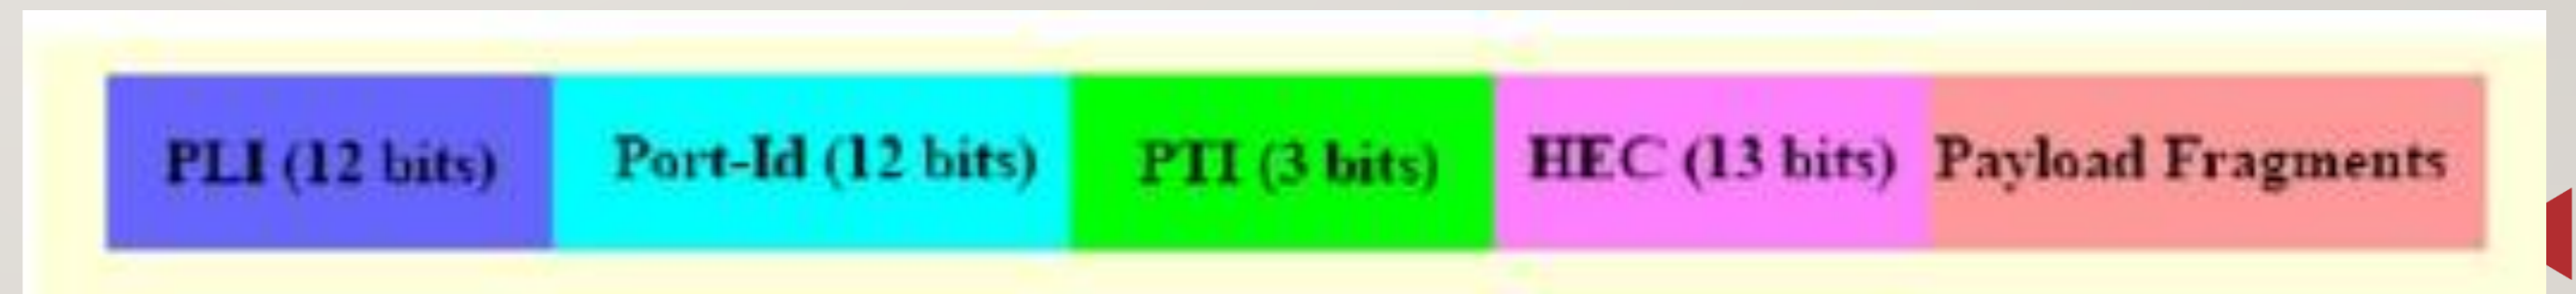 PLI (12 bits) Port-Id (12 bits) PTI (3 bits) HEC (13 bits) Payload Fragments